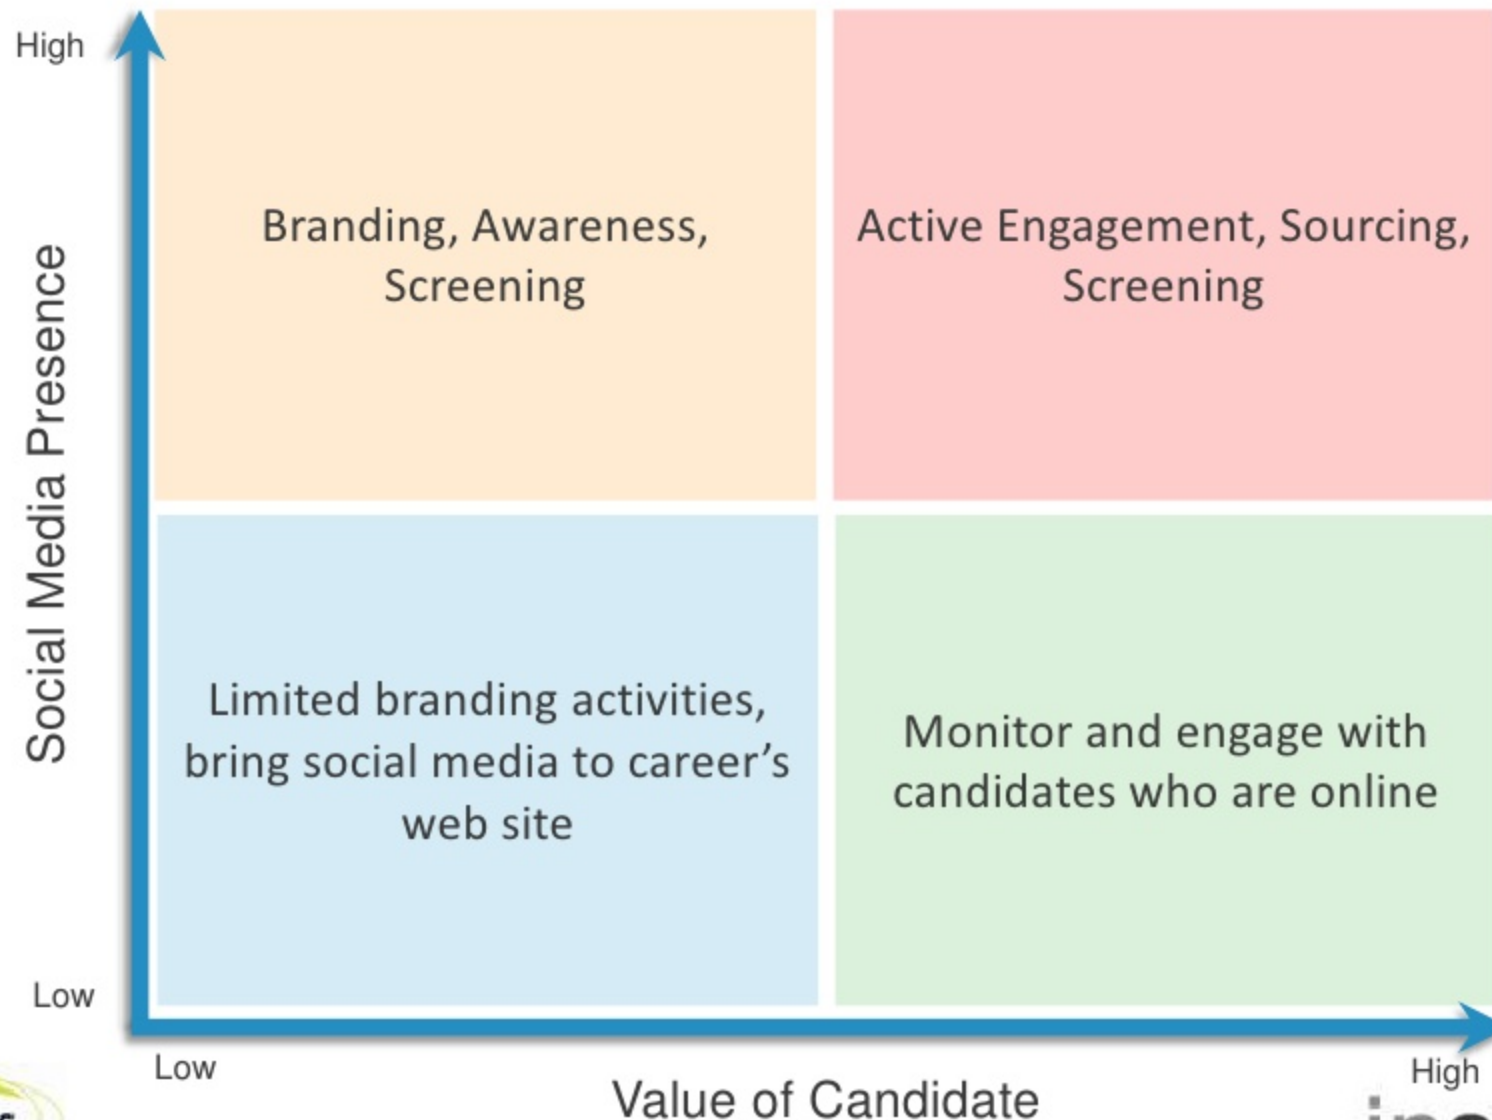 High
Branding, Awareness,
Screening
Active Engagement, Sourcing,
Screening
Social Media Presence
Limited branding activities,
bring social media to career’s
web site
Monitor and engage with
candidates who are online
Low
Low
High
Value of Candidate